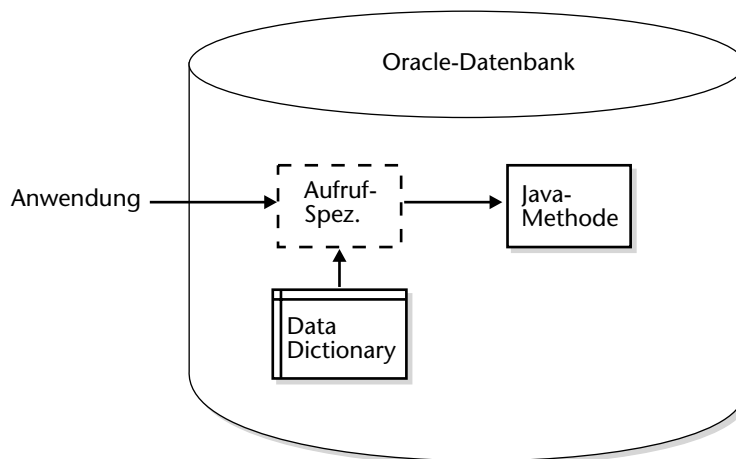 Oracle-Datenbank
Anwendung
Aufruf-
Spez.
Java-
Methode
Data
Dictionary